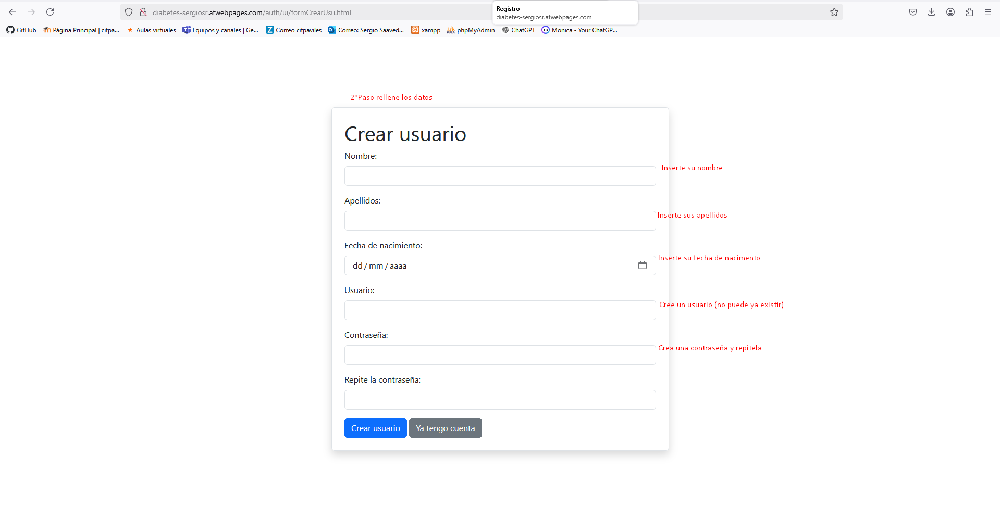 diabetes-sergiosr.atwebpages.com/auth/ui/formCrearUsu.html
Registro
diabetes-sergiosr.atwebpages.com
GitHub Página Principal | cifpa... Aulas virtuales Equipos y canales | Ge... Z Correo cifpaviles Correo: Sergio Saaved... xampp PMA phpMyAdmin ChatGPT Monica - Your ChatGP...
2ºPaso rellene los datos
Crear usuario
Nombre:
Inserte su nombre
Apellidos:
Inserte sus apellidos
Fecha de nacimiento:
Inserte su fecha de nacimento
dd/mm/aaaa
Usuario:
Cree un usuario (no puede ya existir)
Contraseña:
Crea una contraseña y repitela
Repite la contraseña:
Crear usuario Ya tengo cuenta